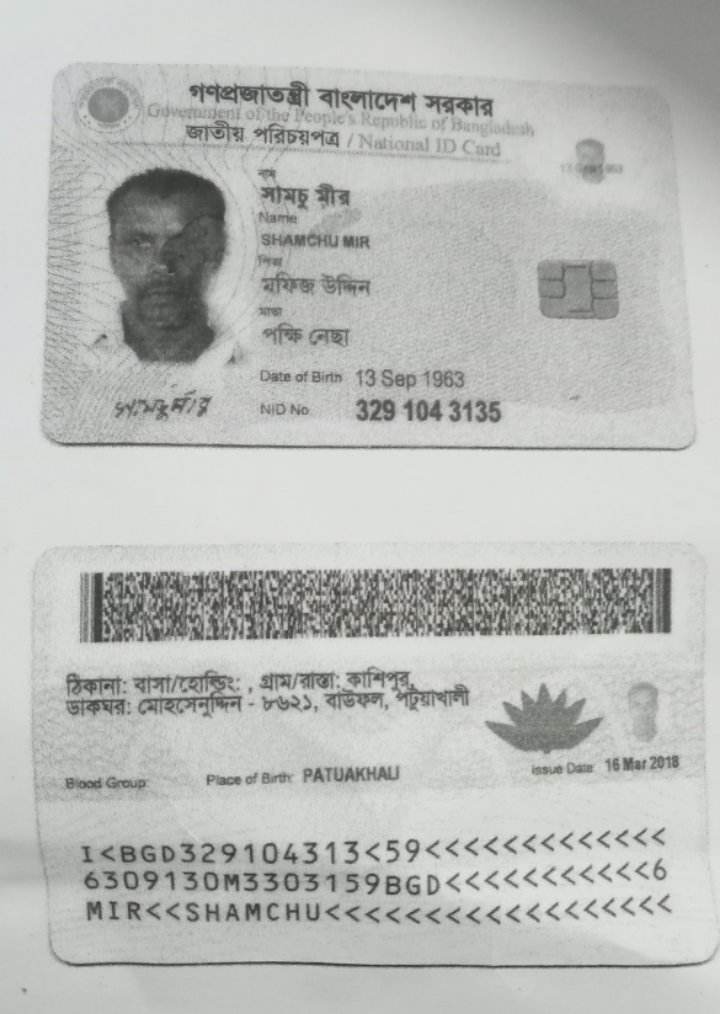 গণপ্রজাতন্ত্রী বাংলাদেশ সরকার
Government of the People's Republic of Bangladesh
জাতীয় পরিচয়পত্র / National ID Card
নাম
সামচু মীর
Name
SHAMCHU MIR
পিতা
মফিজ উদ্দিন
মাতা
পক্ষি নেছা
Date of Birth 13 Sep 1963
NID No 329 104 3135
ঠিকানা: বাসা/হোল্ডিং: , গ্রাম/রাস্তা: কাশিপুর,
ডাকঘর: মোহসেনুদ্দিন - ৮৬২১, বাউফল, পটুয়াখালী
Blood Group: Place of Birth: PATUAKHALI Issue Date: 16 Mar 2018
I<BGD329104313<59<<<<<<<<<<<<<
6309130M3303159BGD<<<<<<<<<<<6
MIR<<SHAMCHU<<<<<<<<<<<<<<<<<<